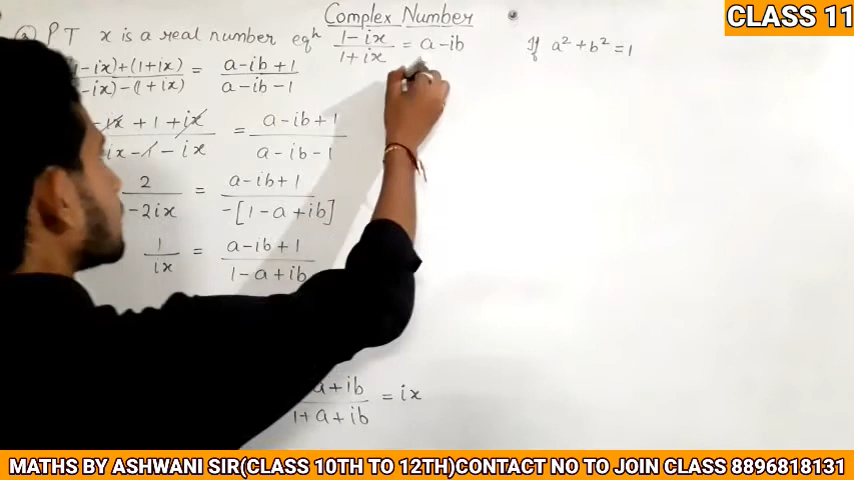 CLASS 11
Complex Number
P T x is a real number eqn (1-ix)/(1+ix) = a-ib If a² + b² = 1
1-ix)+(1+ix) / -ix)-(1+ix) = a-ib+1 / a-ib-1
-ix + 1 + ix / ix - 1 - ix = a-ib+1 / a-ib-1
2 / -2ix = a-ib+1 / -[1-a+ib]
1 / ix = a-ib+1 / 1-a+ib
a+ib / 1+a+ib = ix
MATHS BY ASHWANI SIR(CLASS 10TH TO 12TH)CONTACT NO TO JOIN CLASS 8896818131